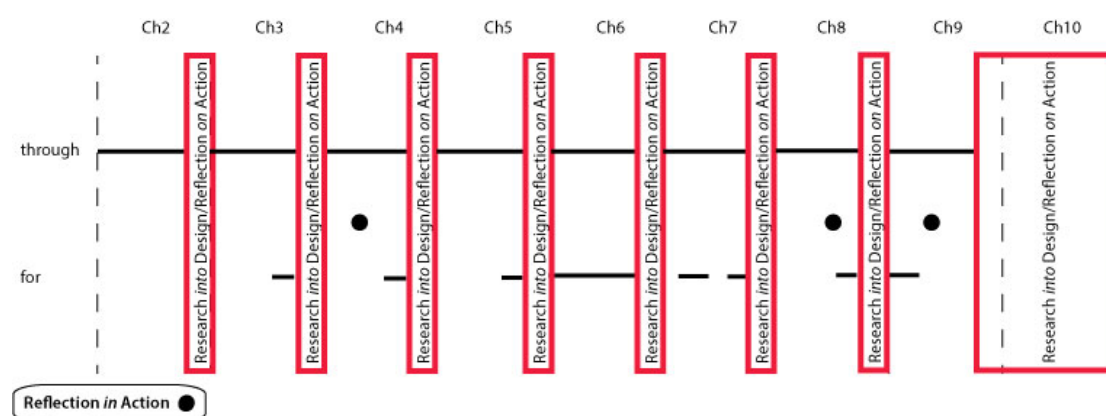 Ch2 Ch3 Ch4 Ch5 Ch6 Ch7 Ch8 Ch9 Ch10
Research into Design/Reflection on Action
Research into Design/Reflection on Action
Research into Design/Reflection on Action
Research into Design/Reflection on Action
Research into Design/Reflection on Action
Research into Design/Reflection on Action
Research into Design/Reflection on Action
Research into Design/Reflection on Action
through
for
Reflection in Action